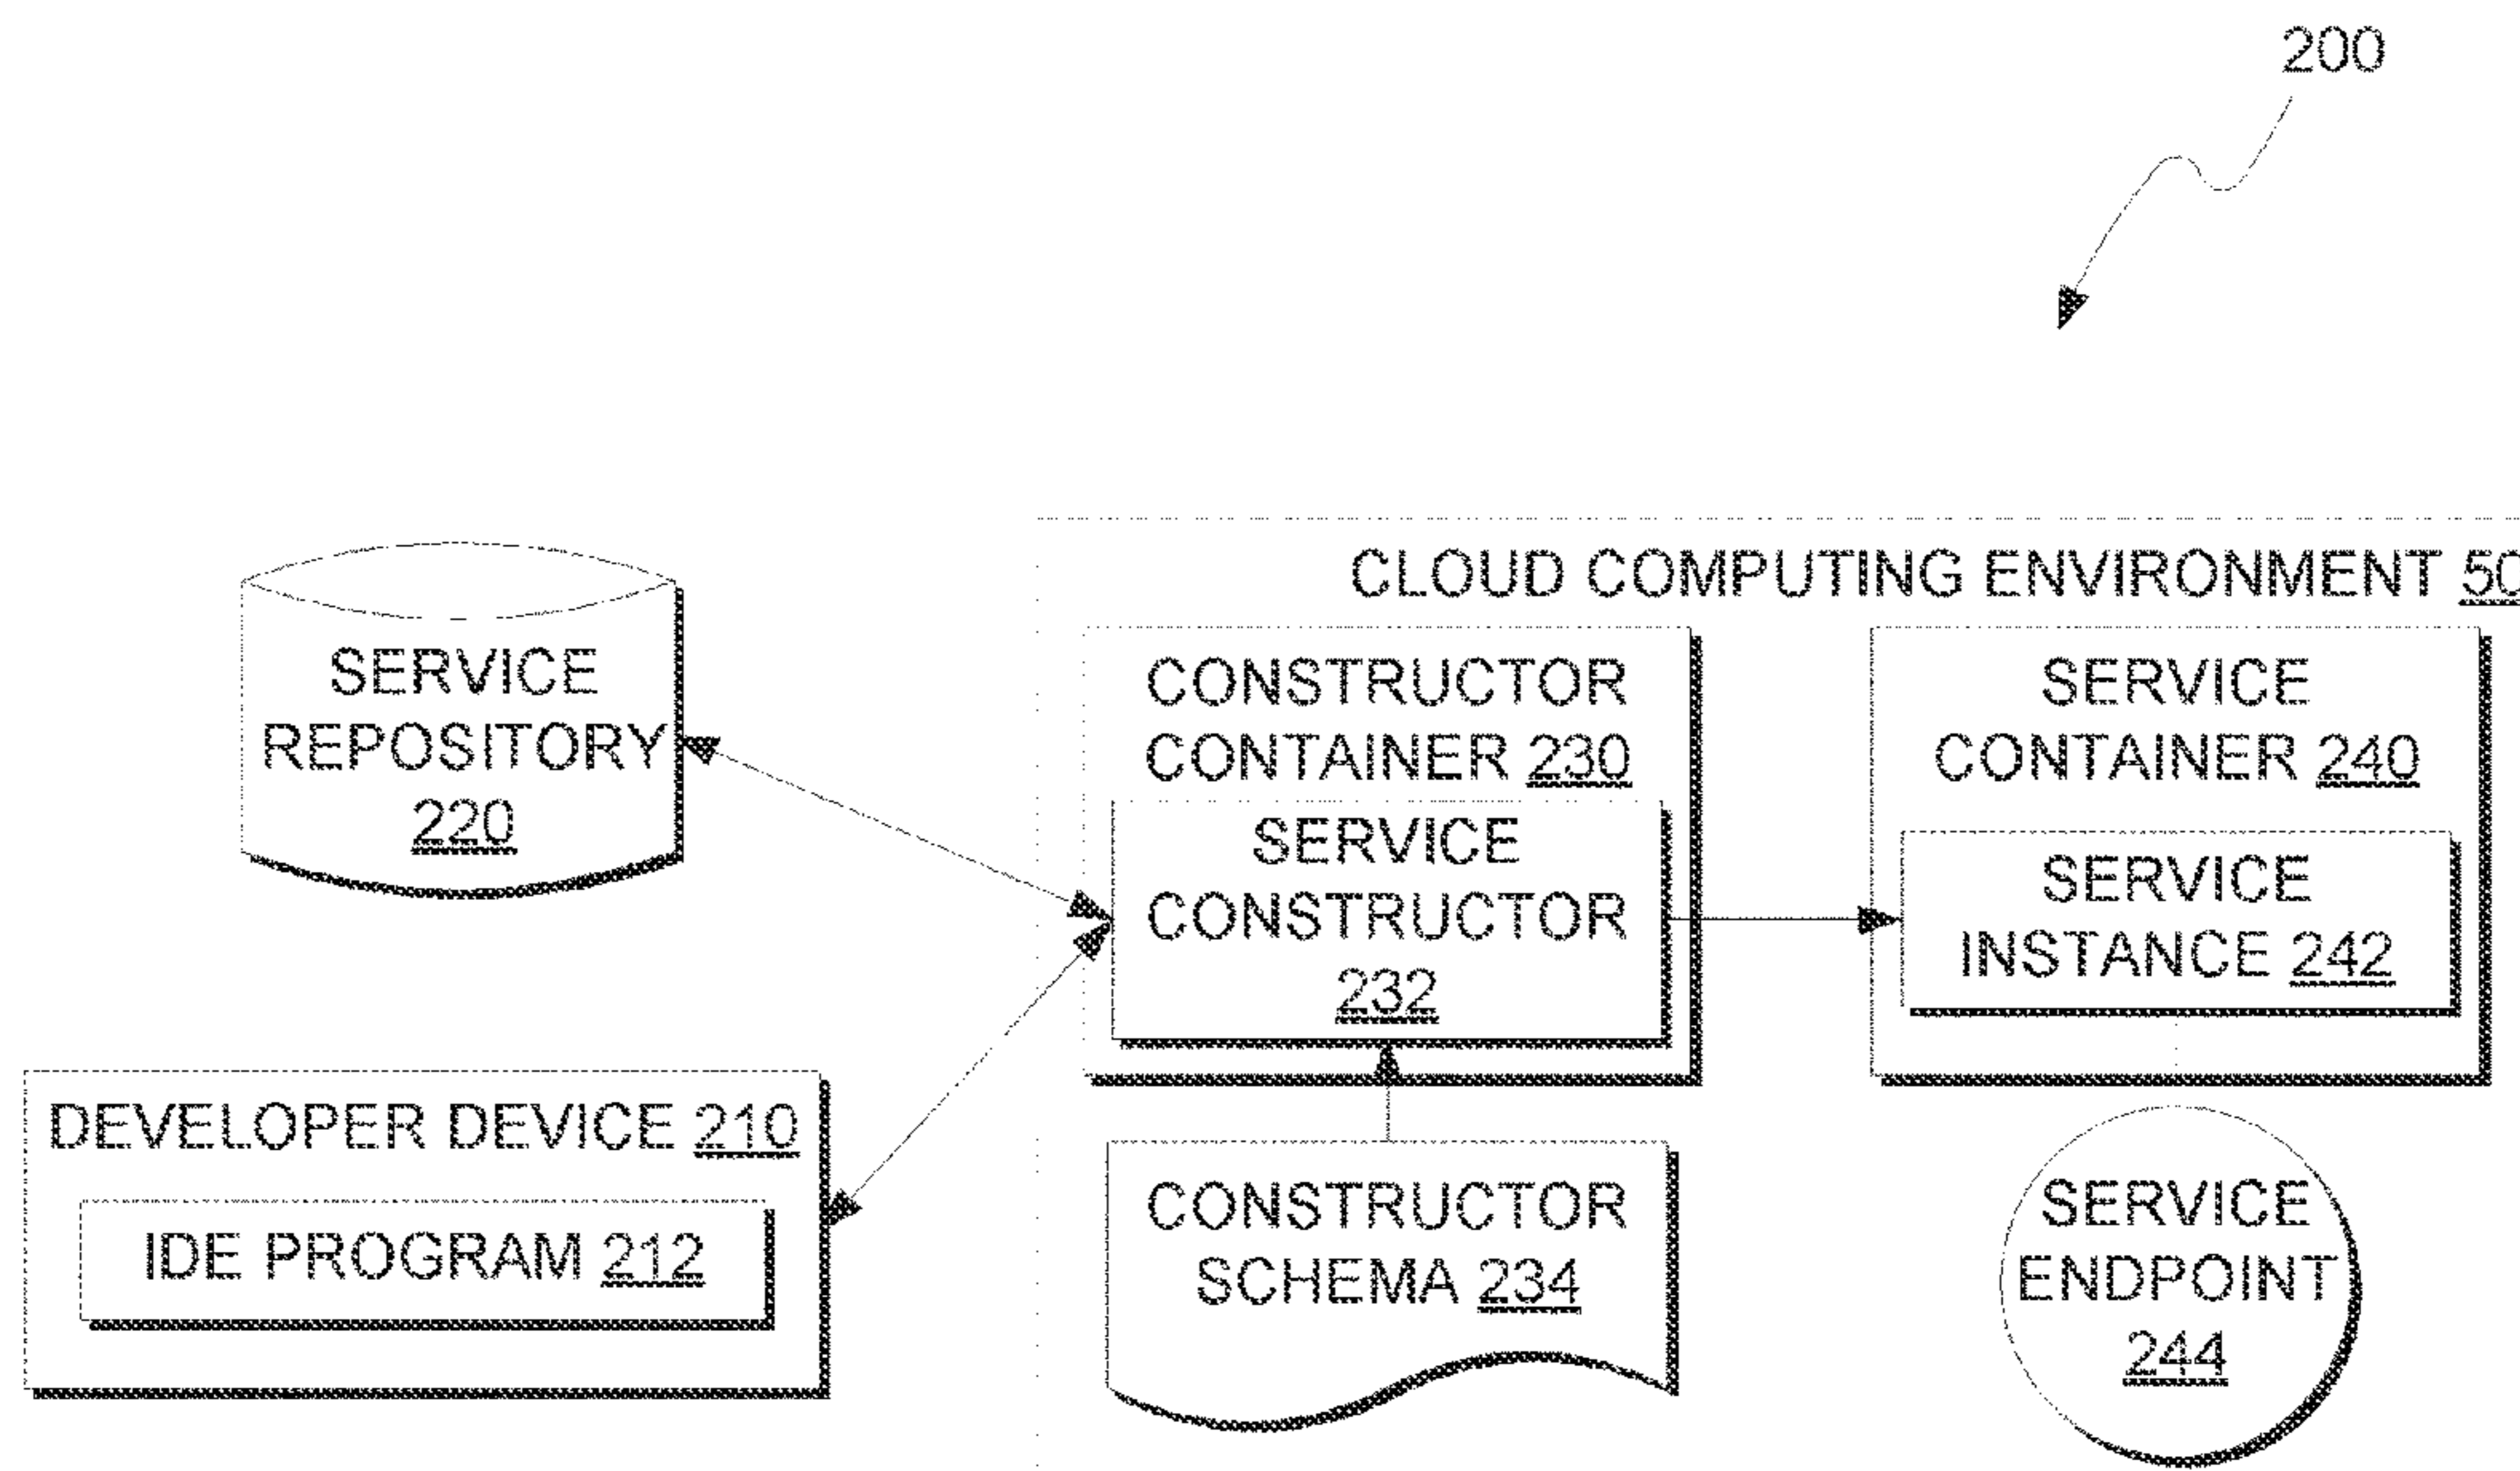 200
CLOUD COMPUTING ENVIRONMENT 50
SERVICE
REPOSITORY
220
CONSTRUCTOR
CONTAINER 230
SERVICE
CONSTRUCTOR
232
SERVICE
CONTAINER 240
SERVICE
INSTANCE 242
DEVELOPER DEVICE 210
IDE PROGRAM 212
CONSTRUCTOR
SCHEMA 234
SERVICE
ENDPOINT
244